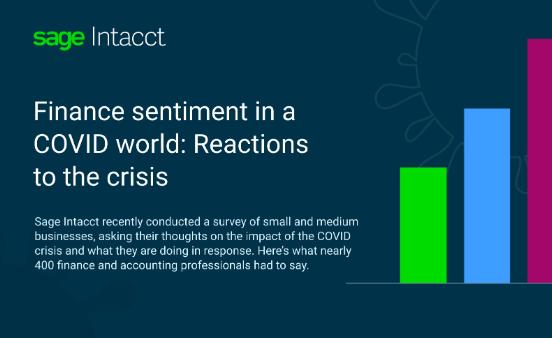 sage Intacct
Finance sentiment in a
COVID world: Reactions
to the crisis
Sage Intacct recently conducted a survey of small and medium
businesses, asking their thoughts on the impact of the COVID
crisis and what they are doing in response. Here's what nearly
400 finance and accounting professionals had to say.